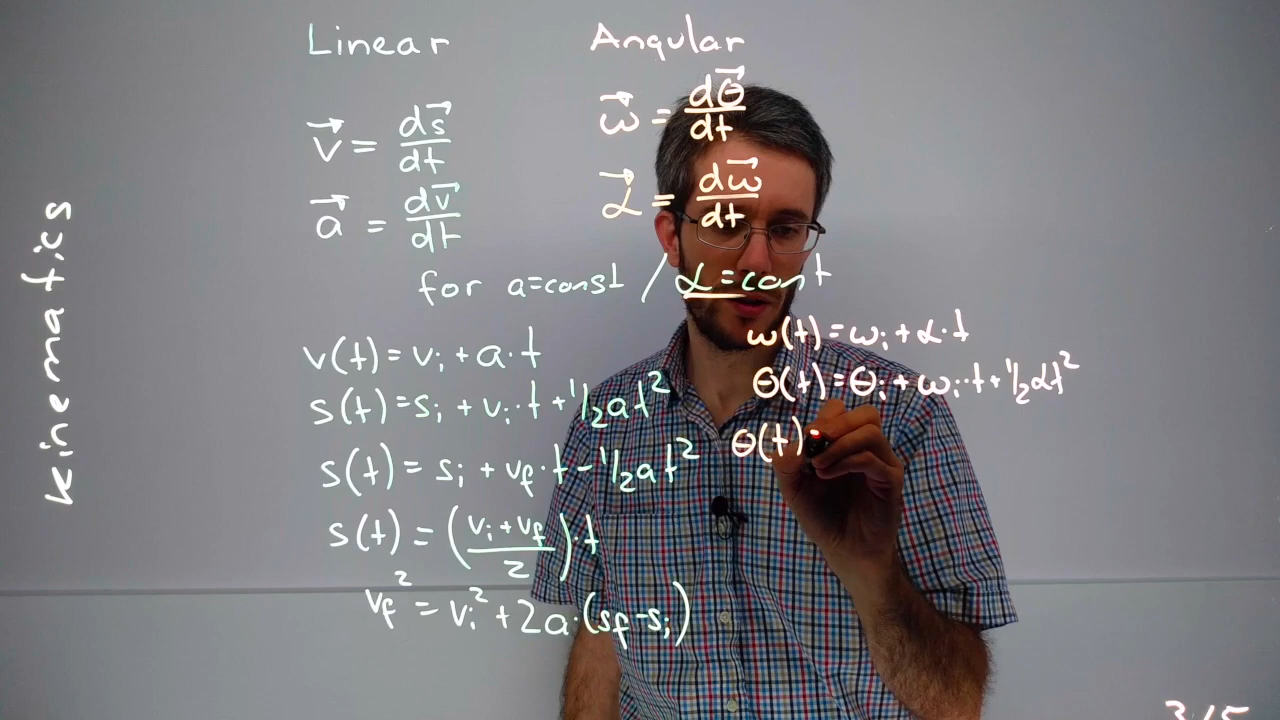 Linear
Angular
v⃗ = ds⃗/dt
ω⃗ = dθ⃗/dt
a⃗ = dv⃗/dt
α⃗ = dω⃗/dt
for a=const / α=const
kinematics
v(t) = vᵢ + a·t
s(t) = sᵢ + vᵢ·t + ½at²
s(t) = sᵢ + v_f·t - ½at²
s(t) = (vᵢ+v_f / 2)·t
v_f² = vᵢ² + 2a·(s_f-sᵢ)
ω(t) = ωᵢ + α·t
θ(t) = θᵢ + ωᵢ·t + ½αt²
θ(t)